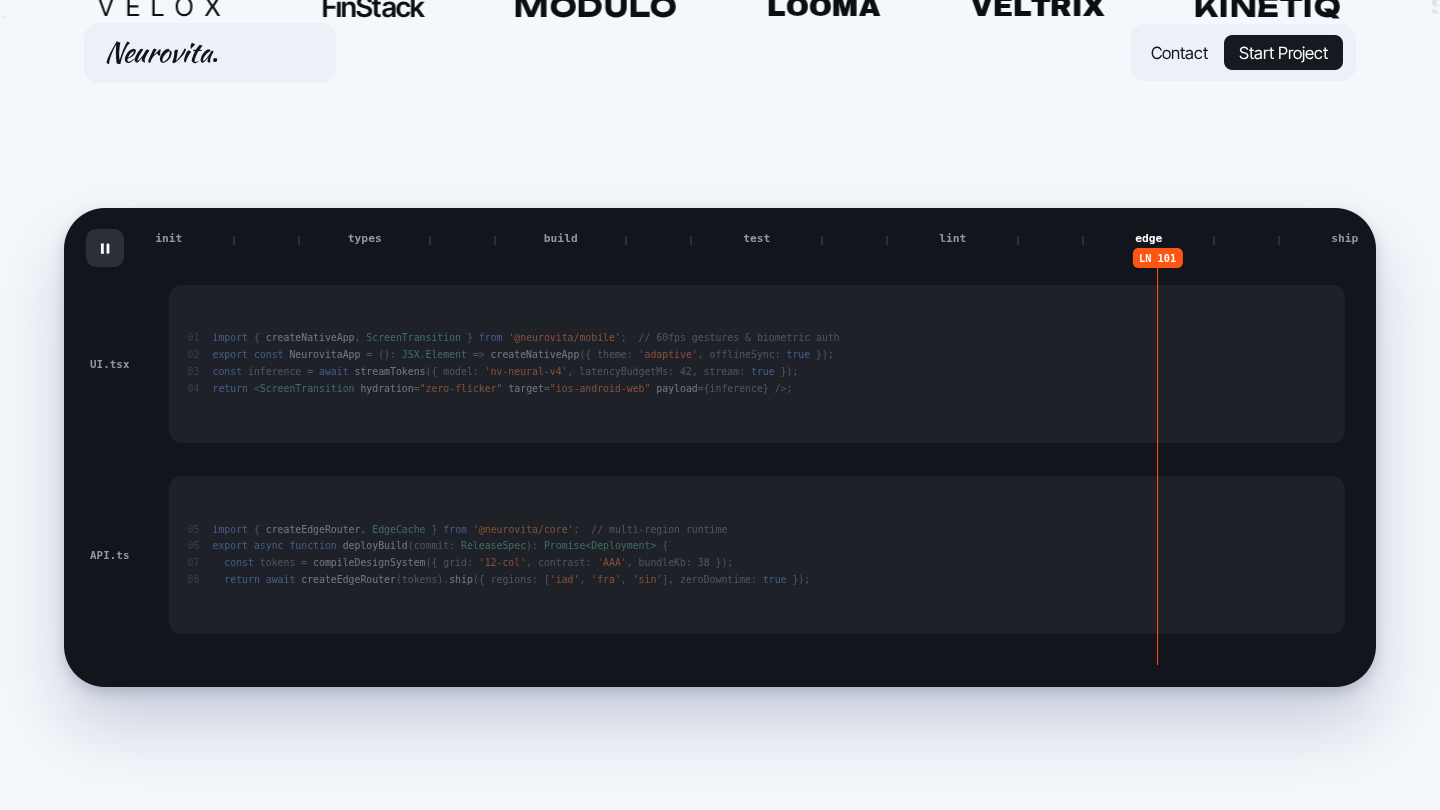 VELOX FinStack MODULO LOOMA VELTRIX KINETIQ
Neurovita.
Contact Start Project
init types build test lint edge ship
LN 101
UI.tsx
01 import { createNativeApp, ScreenTransition } from '@neurovita/mobile'; // 60fps gestures & biometric auth
02 export const NeurovitaApp = (): JSX.Element => createNativeApp({ theme: 'adaptive', offlineSync: true });
03 const inference = await streamTokens({ model: 'nv-neural-v4', latencyBudgetMs: 42, stream: true });
04 return <ScreenTransition hydration="zero-flicker" target="ios-android-web" payload={inference} />;
API.ts
05 import { createEdgeRouter, EdgeCache } from '@neurovita/core'; // multi-region runtime
06 export async function deployBuild(commit: ReleaseSpec): Promise<Deployment> {
07 const tokens = compileDesignSystem({ grid: '12-col', contrast: 'AAA', bundleKb: 38 });
08 return await createEdgeRouter(tokens).ship({ regions: ['iad', 'fra', 'sin'], zeroDowntime: true });